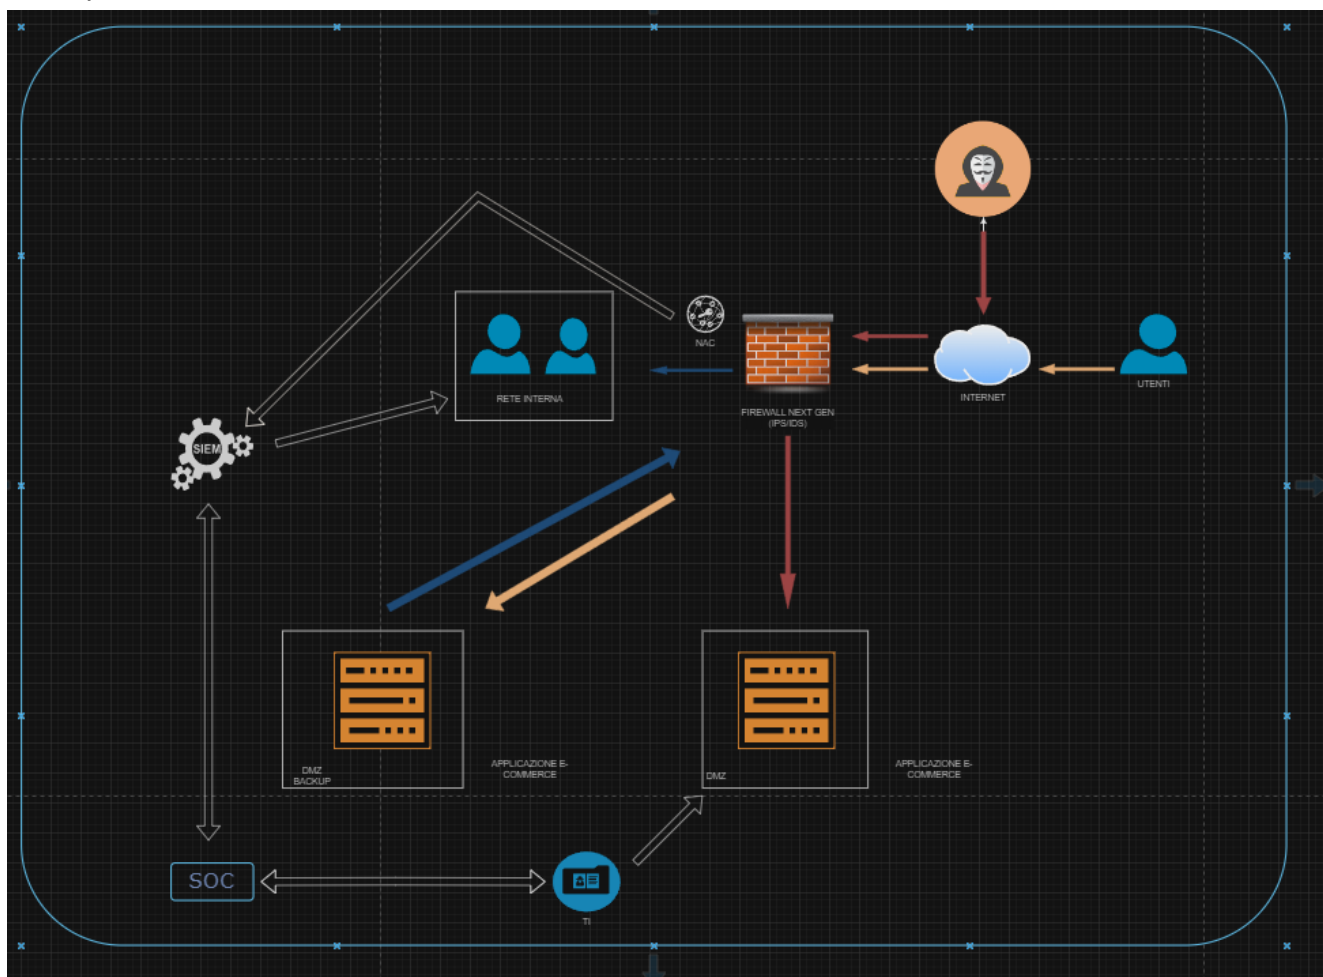 NAC
RETE INTERNA
FIREWALL NEXT GEN
(IPS/IDS)
INTERNET
UTENTI
SIEM
DMZ
BACKUP
APPLICAZIONE E-
COMMERCE
DMZ
APPLICAZIONE E-
COMMERCE
SOC
TI